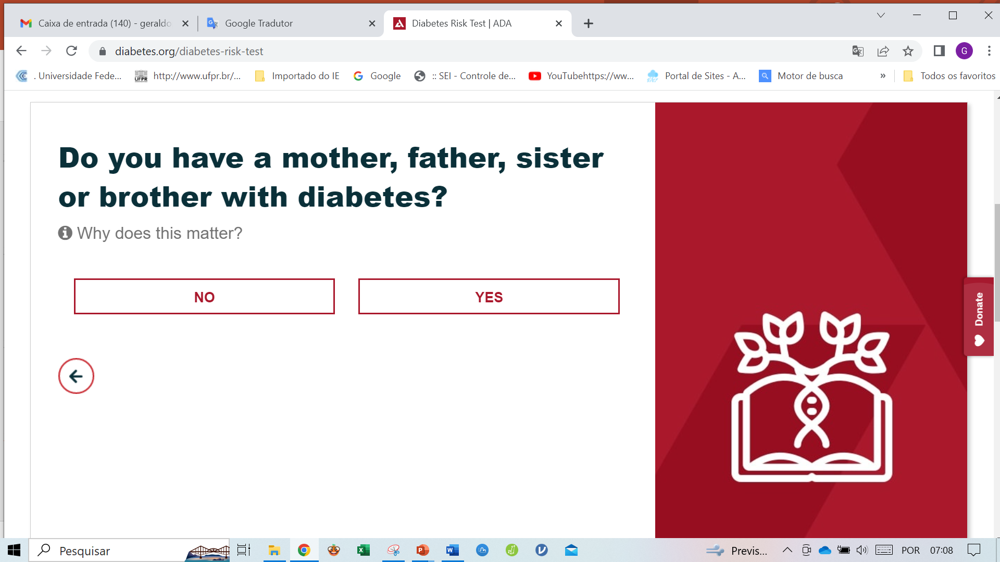 Caixa de entrada (140) - geraldo
Google Tradutor
Diabetes Risk Test | ADA
diabetes.org/diabetes-risk-test
G
. Universidade Fede...
UFPR
http://www.ufpr.br/...
Importado do IE
Google
:: SEI - Controle de...
YouTubehttps://ww...
Portal de Sites - A...
Motor de busca
»
Todos os favoritos
Do you have a mother, father, sister
or brother with diabetes?
Why does this matter?
NO
YES
Donate
Pesquisar
Previs...
POR
07:08